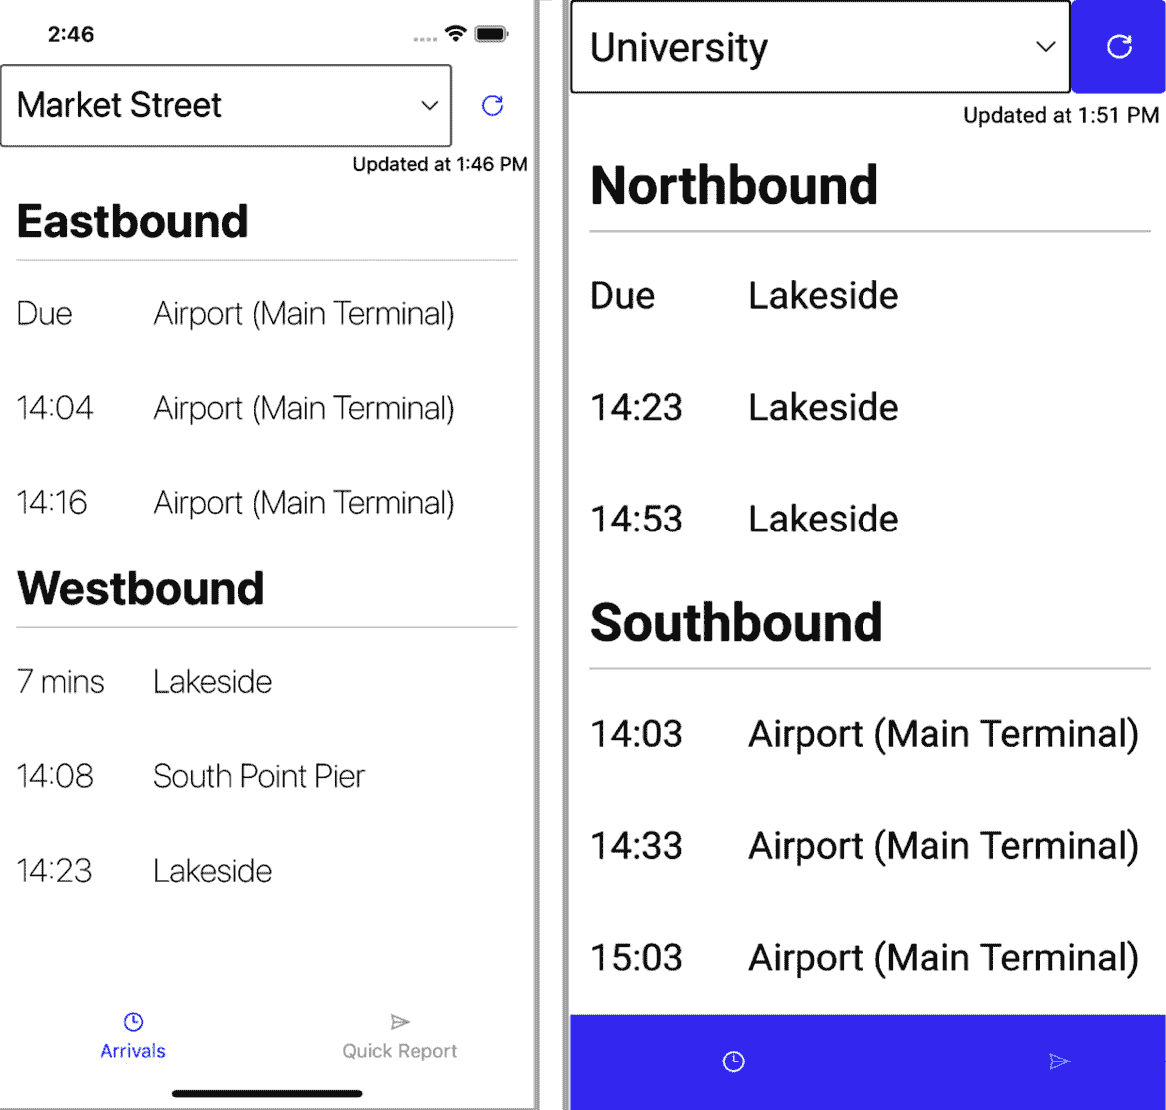 2:46
Market Street
Updated at 1:46 PM
Eastbound
Due Airport (Main Terminal)
14:04 Airport (Main Terminal)
14:16 Airport (Main Terminal)
Westbound
7 mins Lakeside
14:08 South Point Pier
14:23 Lakeside
Arrivals Quick Report
University
Updated at 1:51 PM
Northbound
Due Lakeside
14:23 Lakeside
14:53 Lakeside
Southbound
14:03 Airport (Main Terminal)
14:33 Airport (Main Terminal)
15:03 Airport (Main Terminal)